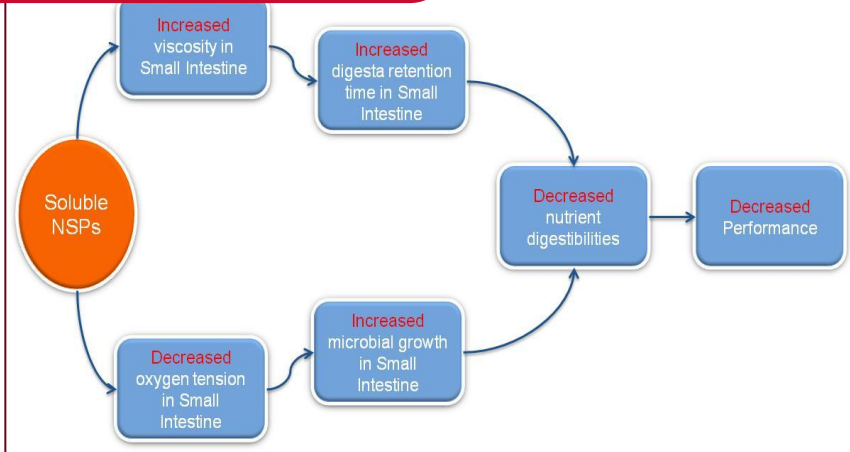 Increased
viscosity in
Small Intestine
Increased
digesta retention
time in Small
Intestine
Soluble
NSPs
Decreased
nutrient
digestibilities
Decreased
Performance
Decreased
oxygen tension
in Small
Intestine
Increased
microbial growth
in Small
Intestine